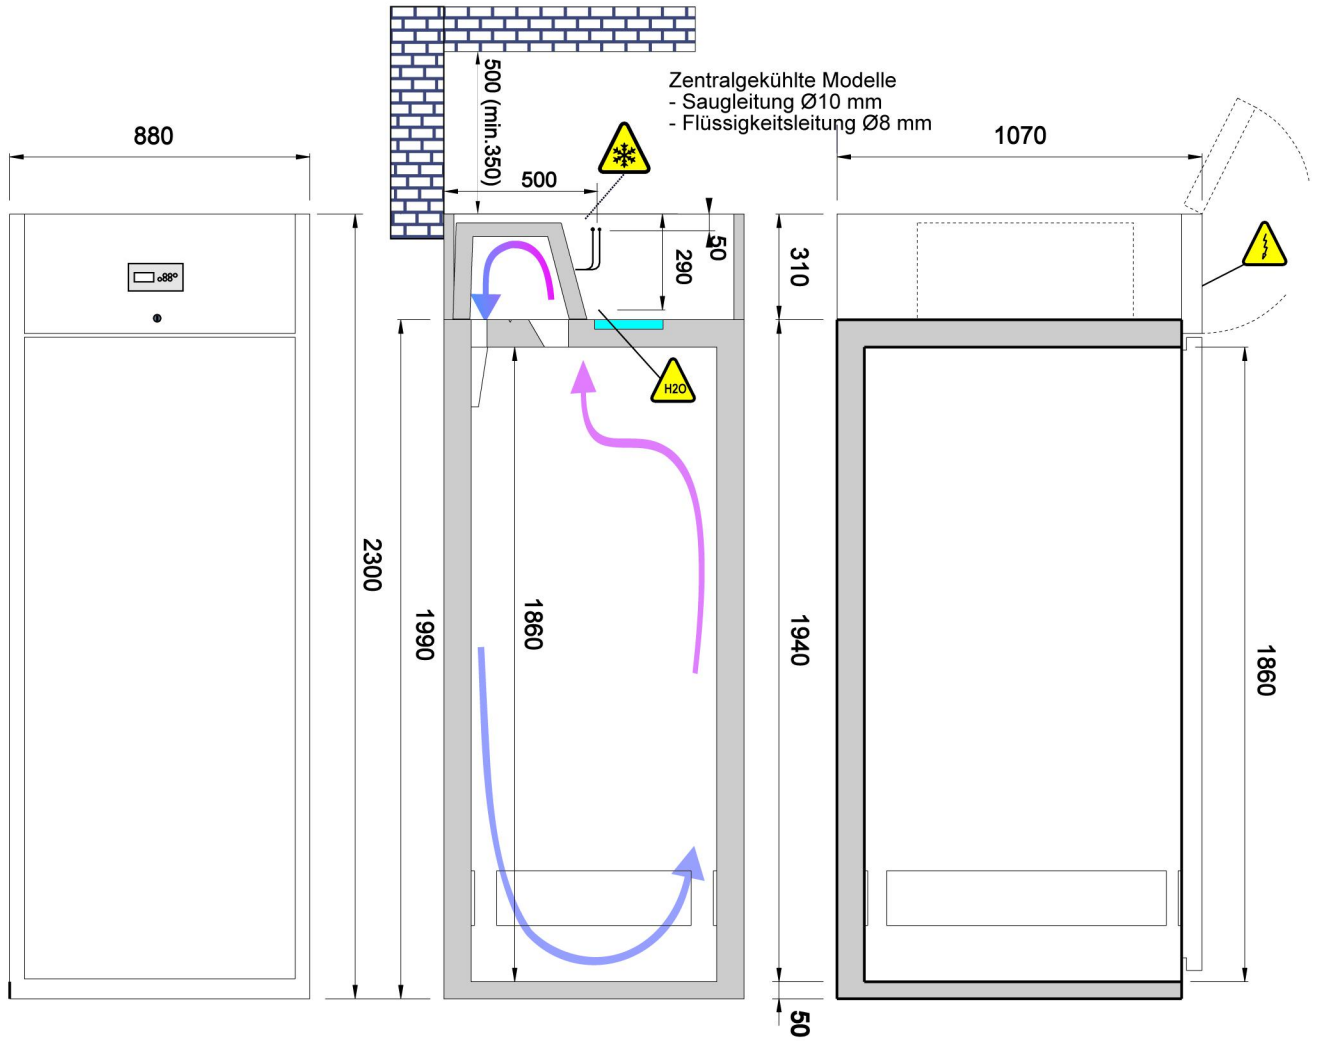 880
500 (min.350)
Zentralgekühlte Modelle
- Saugleitung Ø10 mm
- Flüssigkeitsleitung Ø8 mm
500
1070
50
290
310
H2O
2300
1990
1860
1940
1860
50